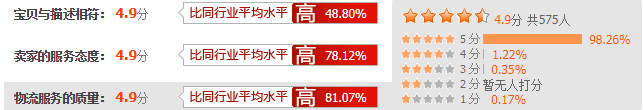 宝贝与描述相符: 4.9分 比同行业平均水平 高 48.80%
卖家的服务态度: 4.9分 比同行业平均水平 高 78.12%
物流服务的质量: 4.9分 比同行业平均水平 高 81.07%
4.9分 共575人
5分 98.26%
4分 1.22%
3分 0.35%
2分 暂无人打分
1分 0.17%